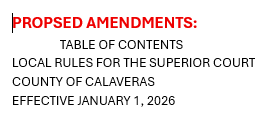 PROPSED AMENDMENTS:
TABLE OF CONTENTS
LOCAL RULES FOR THE SUPERIOR COURT
COUNTY OF CALAVERAS
EFFECTIVE JANUARY 1, 2026